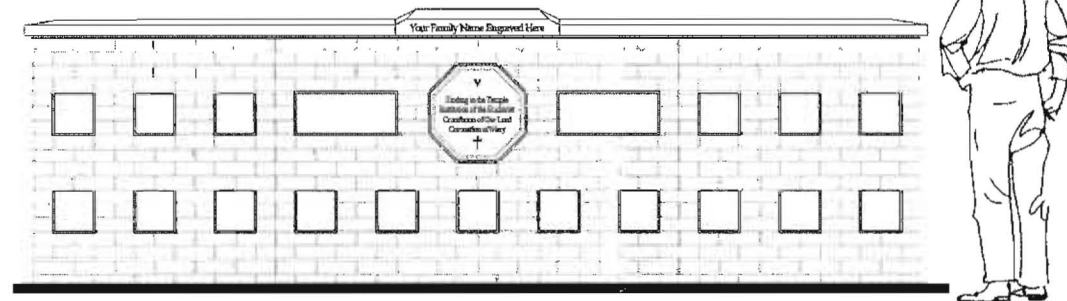 Your Family Name Engraved Here
Finding in the Temple
Institution of the Eucharist
Crucifixion of Our Lord
Coronation of Mary